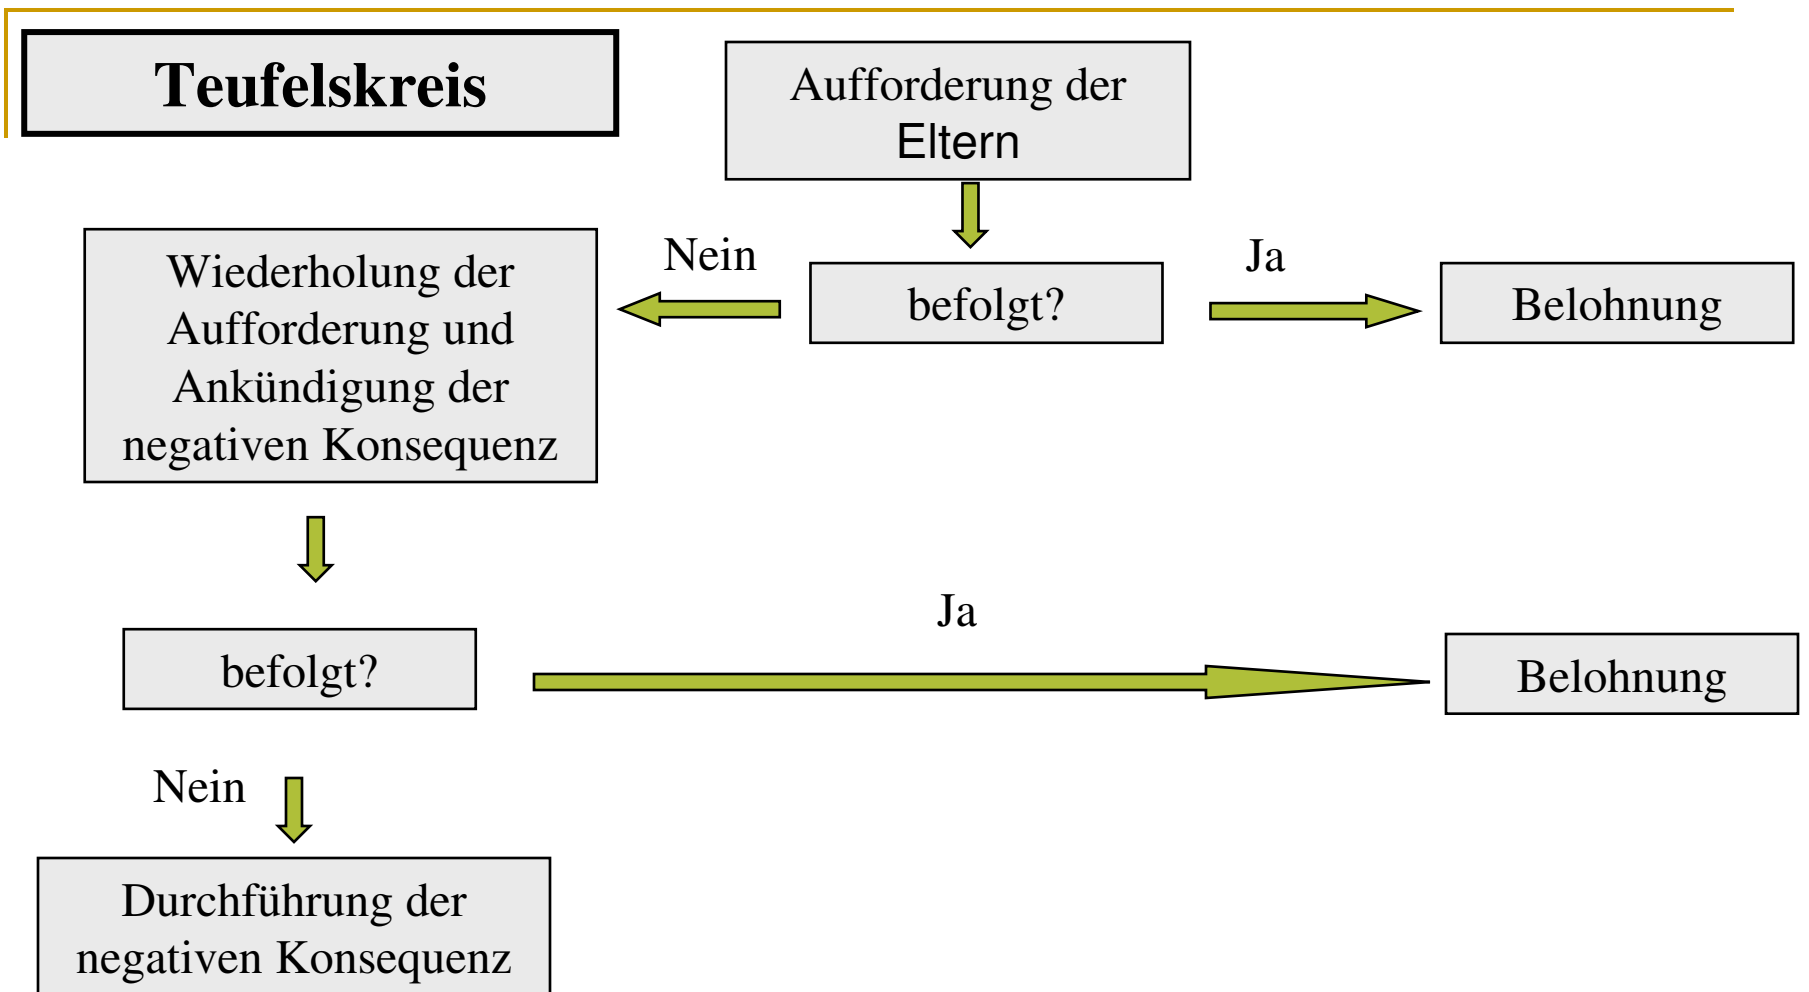 Teufelskreis
Aufforderung der
Eltern
Nein
Ja
Wiederholung der
Aufforderung und
Ankündigung der
negativen Konsequenz
befolgt?
Belohnung
Ja
befolgt?
Belohnung
Nein
Durchführung der
negativen Konsequenz